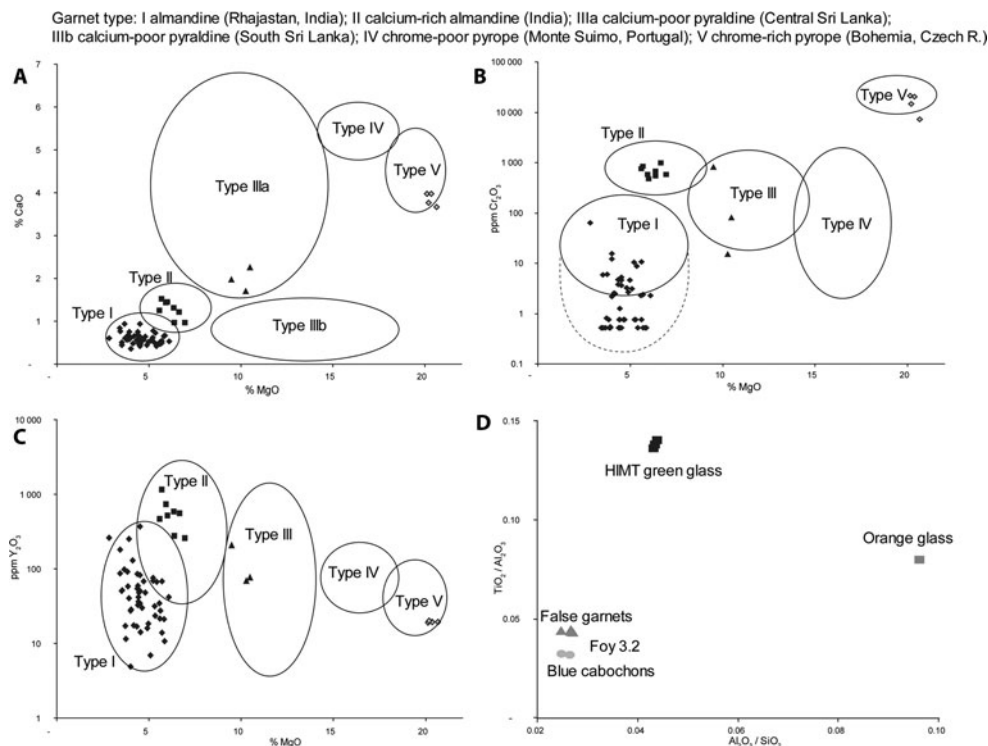 Garnet type: I almandine (Rhajastan, India); II calcium-rich almandine (India); IIIa calcium-poor pyraldine (Central Sri Lanka);
IIIb calcium-poor pyraldine (South Sri Lanka); IV chrome-poor pyrope (Monte Suimo, Portugal); V chrome-rich pyrope (Bohemia, Czech R.)
A
7
6
5
4
3
2
1
-
% CaO
Type IV
Type V
Type IIIa
Type II
Type I
Type IIIb
- 5 10 15 20
% MgO
B
100 000
10 000
1 000
100
10
1
0.1
ppm Cr₂O₃
Type V
Type II
Type III
Type I
Type IV
- 5 10 15 20
% MgO
C
10 000
1 000
100
10
1
ppm Y₂O₃
Type II
Type III
Type IV
Type V
Type I
- 5 10 15 20
% MgO
D
0.15
0.10
0.05
-
TiO₂ / Al₂O₃
HIMT green glass
Orange glass
False garnets
Foy 3.2
Blue cabochons
0.02 0.04 0.06 0.08 0.10
Al₂O₃ / SiO₂